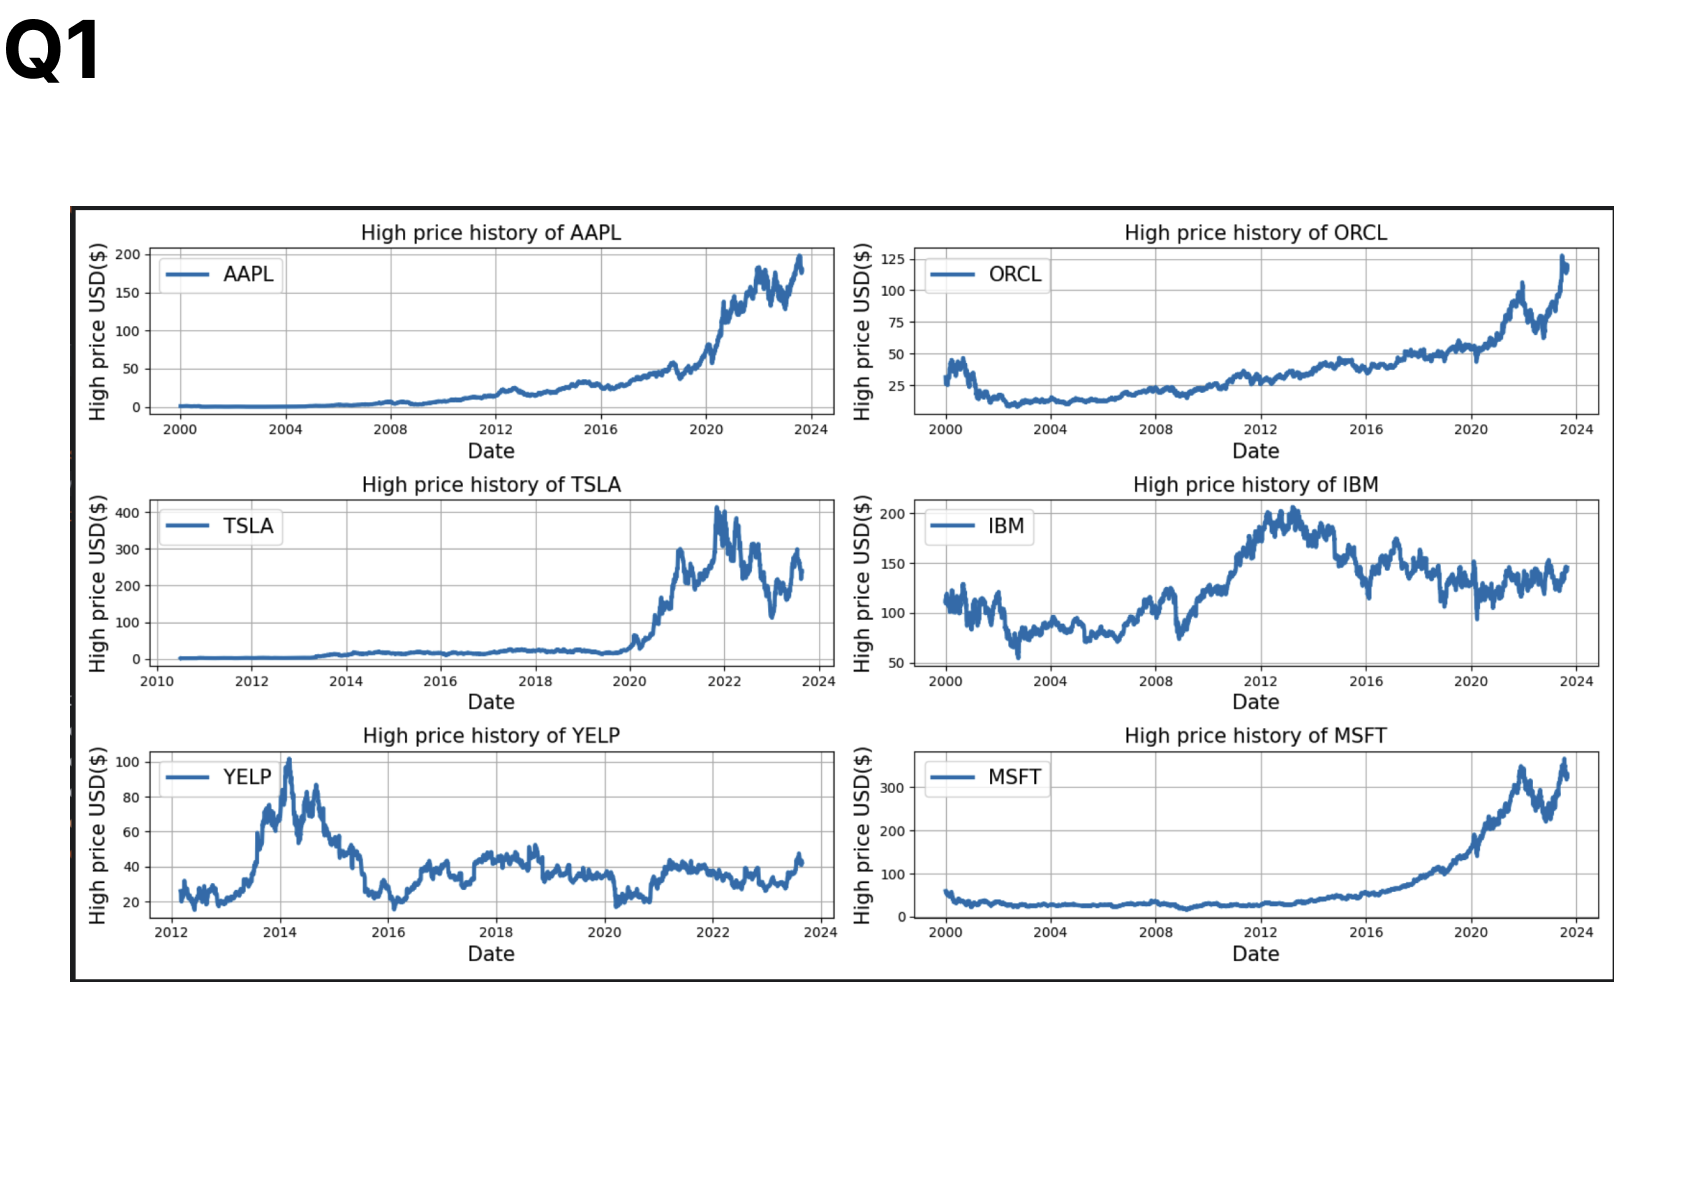 Q1
High price history of AAPL
High price USD($)
200
150
100
50
0
AAPL
2000 2004 2008 2012 2016 2020 2024
Date
High price history of ORCL
High price USD($)
125
100
75
50
25
ORCL
2000 2004 2008 2012 2016 2020 2024
Date
High price history of TSLA
High price USD($)
400
300
200
100
0
TSLA
2010 2012 2014 2016 2018 2020 2022 2024
Date
High price history of IBM
High price USD($)
200
150
100
50
IBM
2000 2004 2008 2012 2016 2020 2024
Date
High price history of YELP
High price USD($)
100
80
60
40
20
YELP
2012 2014 2016 2018 2020 2022 2024
Date
High price history of MSFT
High price USD($)
300
200
100
0
MSFT
2000 2004 2008 2012 2016 2020 2024
Date